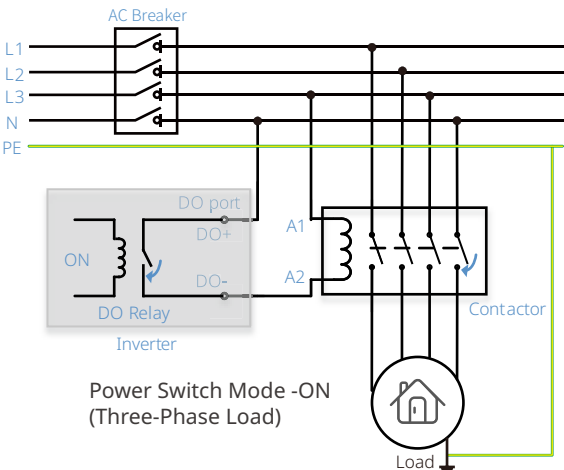 AC Breaker
L1
L2
L3
N
PE
DO port
DO+
A1
ON
A2
DO-
DO Relay
Contactor
Inverter
Power Switch Mode -ON
(Three-Phase Load)
Load